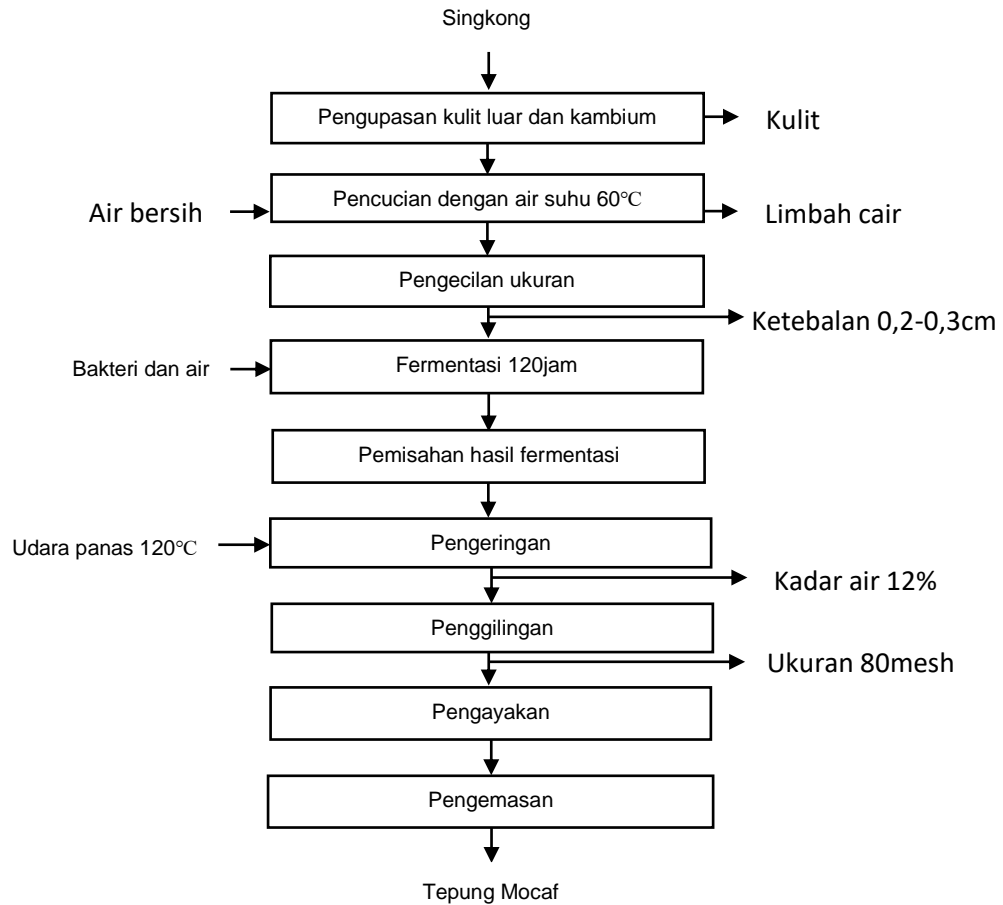 Singkong
Pengupasan kulit luar dan kambium
Kulit
Air bersih
Pencucian dengan air suhu 60°C
Limbah cair
Pengecilan ukuran
Ketebalan 0,2-0,3cm
Bakteri dan air
Fermentasi 120jam
Pemisahan hasil fermentasi
Udara panas 120°C
Pengeringan
Kadar air 12%
Penggilingan
Ukuran 80mesh
Pengayakan
Pengemasan
Tepung Mocaf